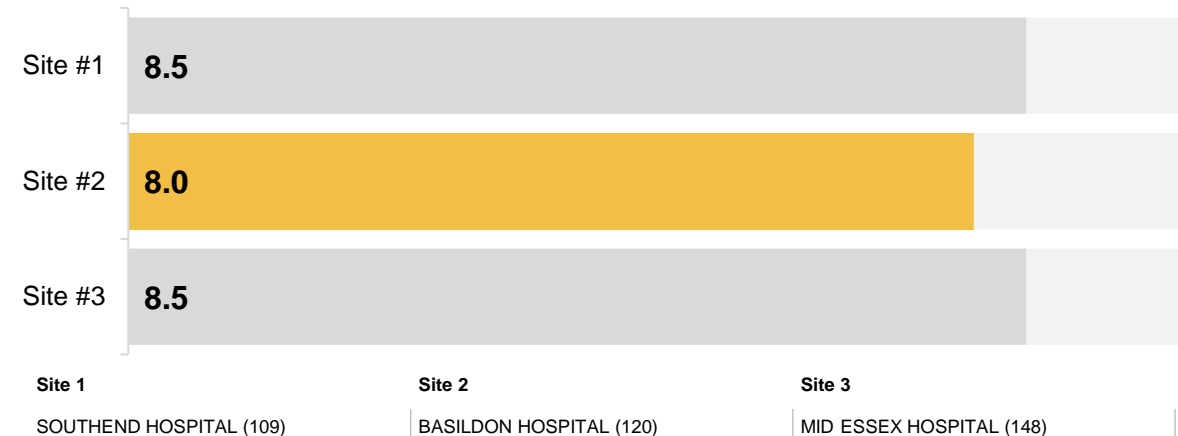 Site #1 8.5
Site #2 8.0
Site #3 8.5
Site 1 Site 2 Site 3
SOUTHEND HOSPITAL (109) BASILDON HOSPITAL (120) MID ESSEX HOSPITAL (148)